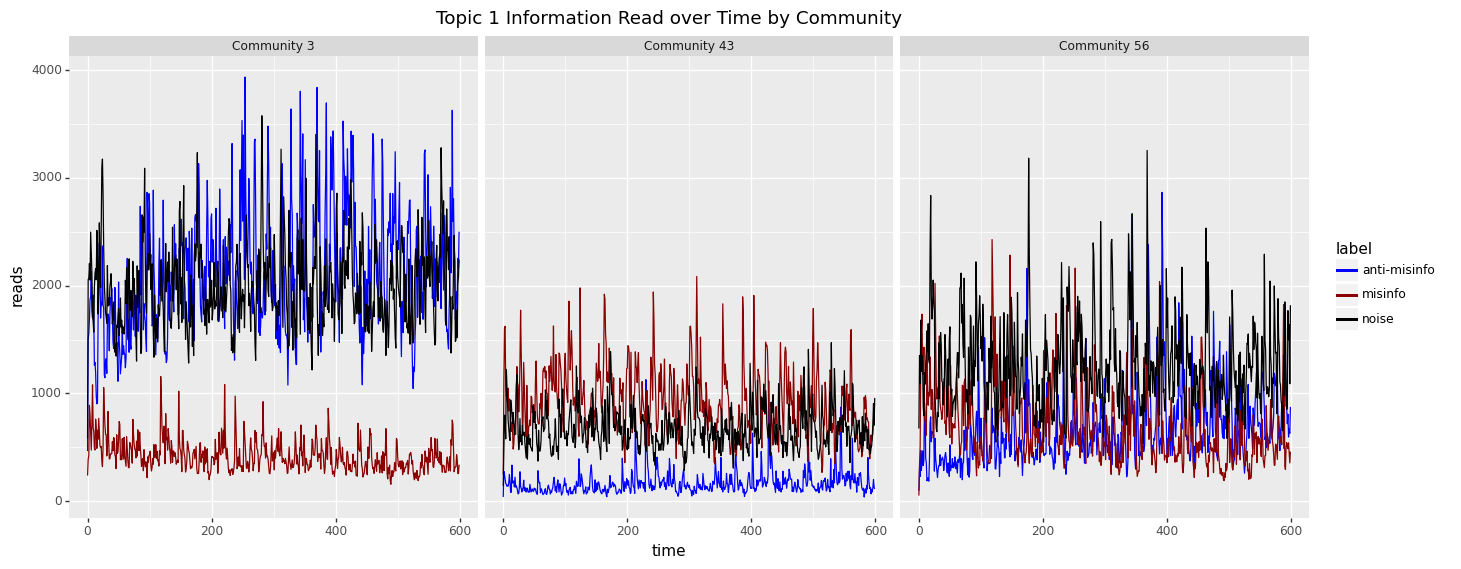 Topic 1 Information Read over Time by Community
Community 3
Community 43
Community 56
4000
3000
2000
1000
0
reads
0 200 400 600
0 200 400 600
0 200 400 600
time
label
anti-misinfo
misinfo
noise